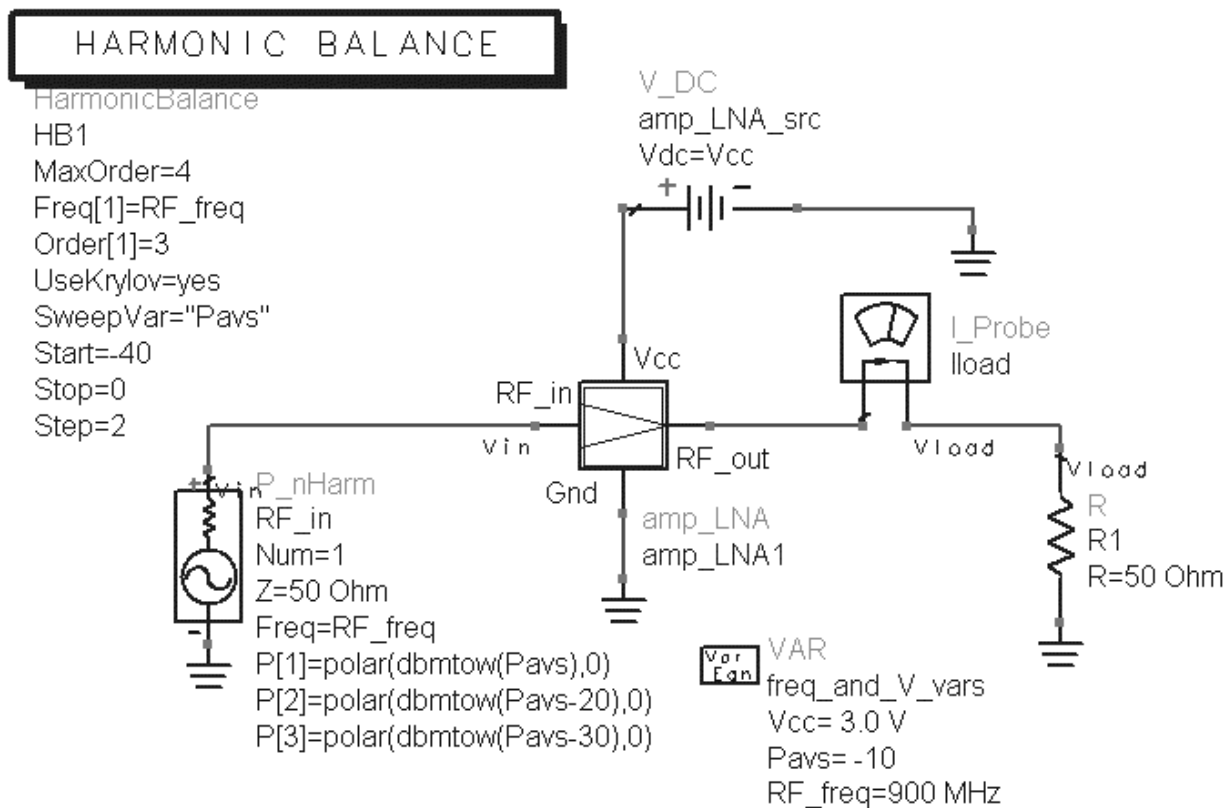 HARMONIC BALANCE
HarmonicBalance
HB1
MaxOrder=4
Freq[1]=RF_freq
Order[1]=3
UseKrylov=yes
SweepVar="Pavs"
Start=-40
Stop=0
Step=2
V_DC
amp_LNA_src
Vdc=Vcc
+ -
I_Probe
Iload
Vcc
RF_in
Vin
RF_out
Gnd
Vload
Vload
amp_LNA
amp_LNA1
R
R1
R=50 Ohm
+
Vin
P_nHarm
RF_in
Num=1
Z=50 Ohm
Freq=RF_freq
-
P[1]=polar(dbmtow(Pavs),0)
P[2]=polar(dbmtow(Pavs-20),0)
P[3]=polar(dbmtow(Pavs-30),0)
Var
Eqn
VAR
freq_and_V_vars
Vcc= 3.0 V
Pavs= -10
RF_freq=900 MHz